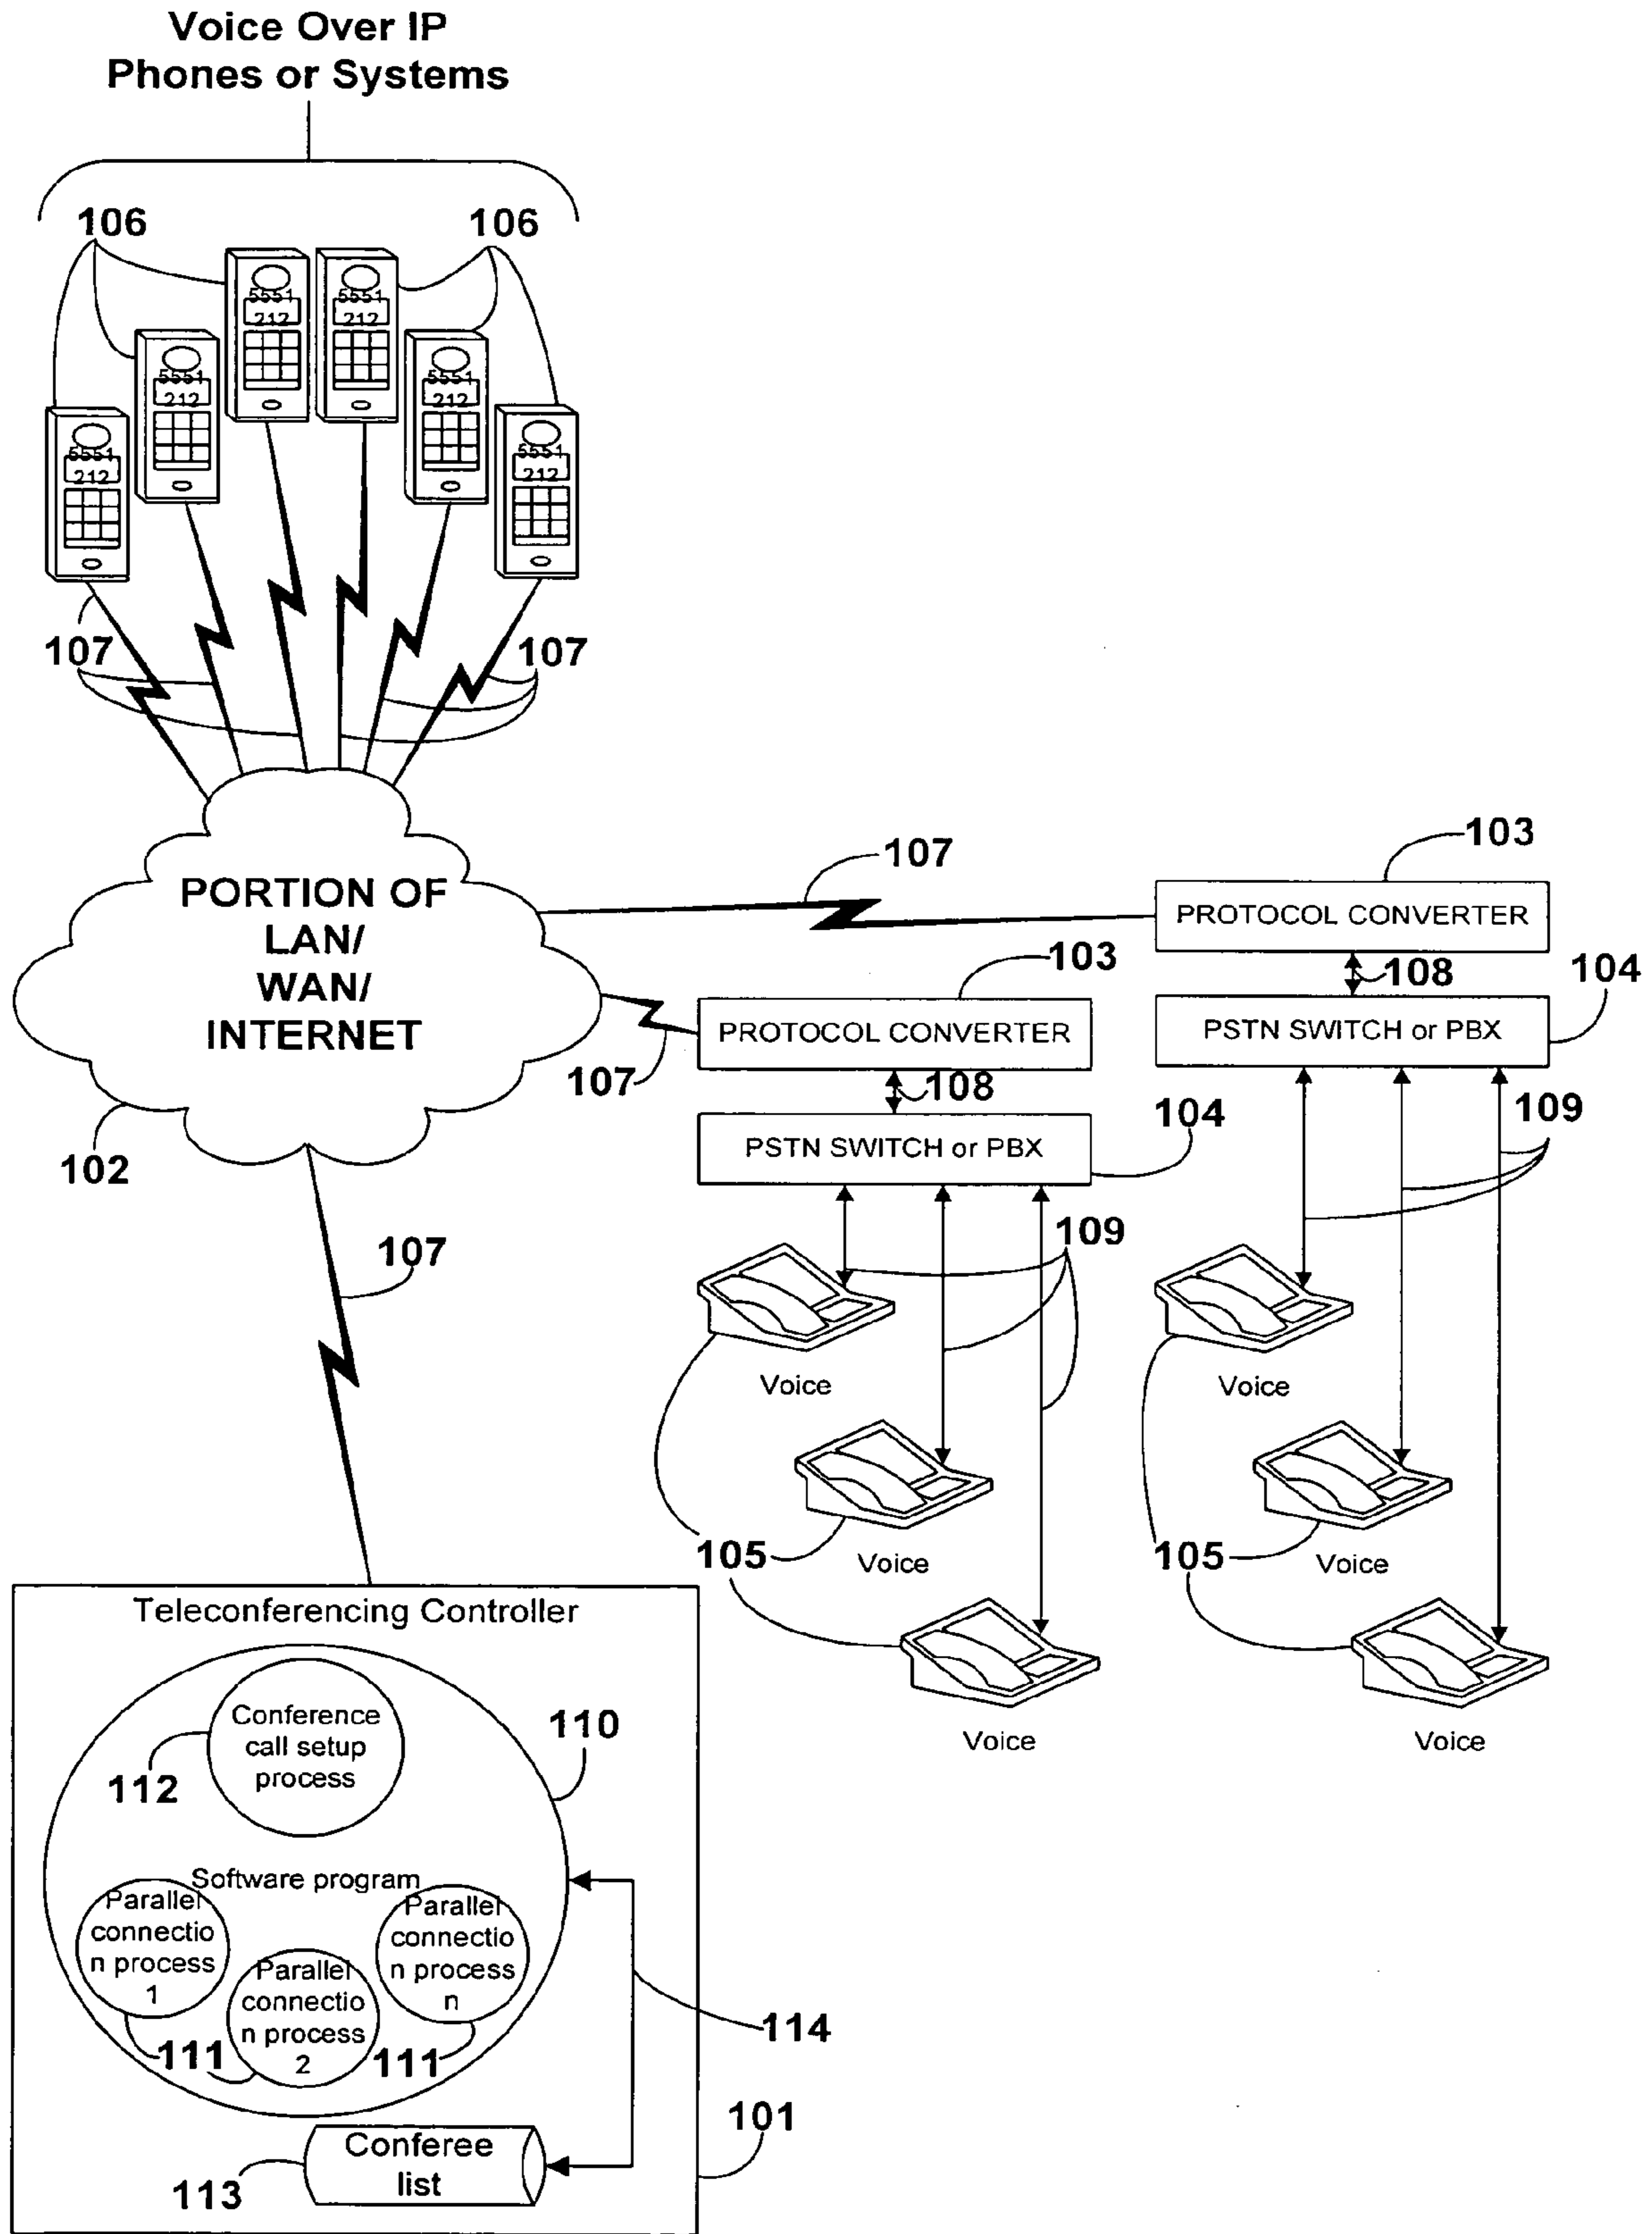 Voice Over IP
Phones or Systems
106
106
5551
212
5551
212
5551
212
5551
212
5551
212
5551
212
107
107
PORTION OF
LAN/
WAN/
INTERNET
102
107
103
PROTOCOL CONVERTER
108
104
PSTN SWITCH or PBX
109
103
PROTOCOL CONVERTER
107
108
104
PSTN SWITCH or PBX
109
107
Voice
Voice
105
Voice
Voice
105
Voice
Voice
Teleconferencing Controller
Conference
call setup
process
112
110
Software program
Parallel
connectio
n process
1
Parallel
connectio
n process
2
Parallel
connectio
n process
n
111
111
114
101
Conferee
list
113